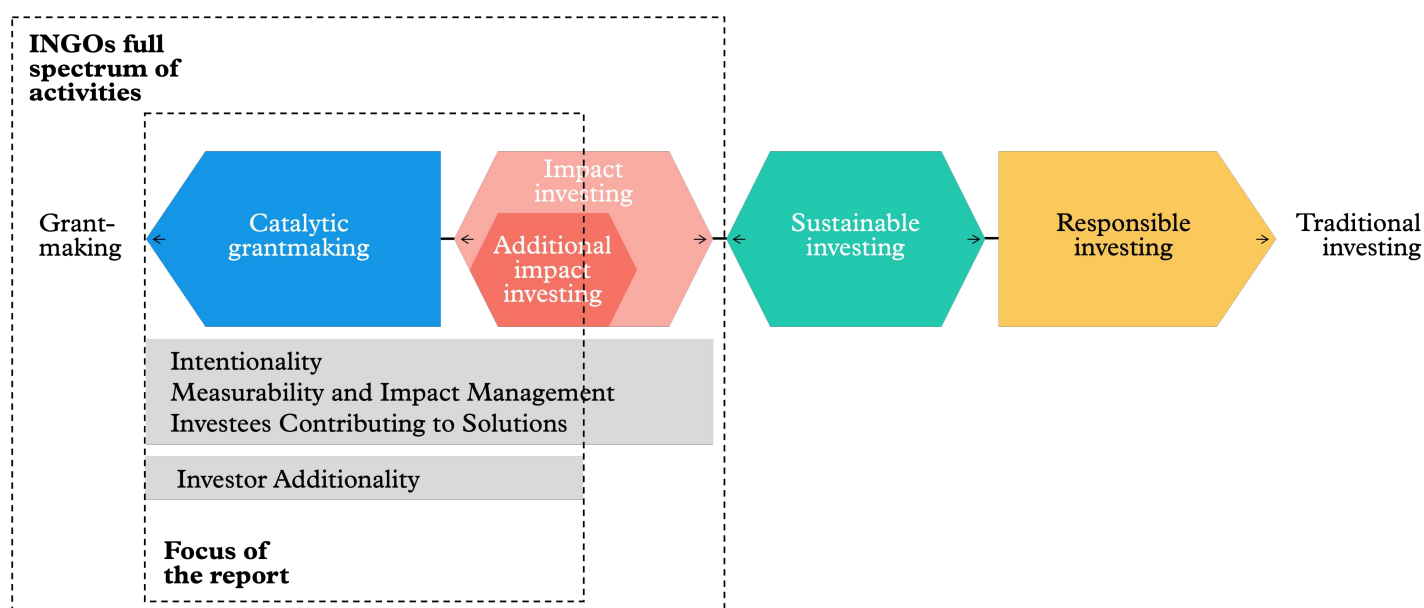 INGOs full
spectrum of
activities
Grant-
making
Catalytic
grantmaking
Impact
investing
Additional
impact
investing
Sustainable
investing
Responsible
investing
Traditional
investing
Intentionality
Measurability and Impact Management
Investees Contributing to Solutions
Investor Additionality
Focus of
the report